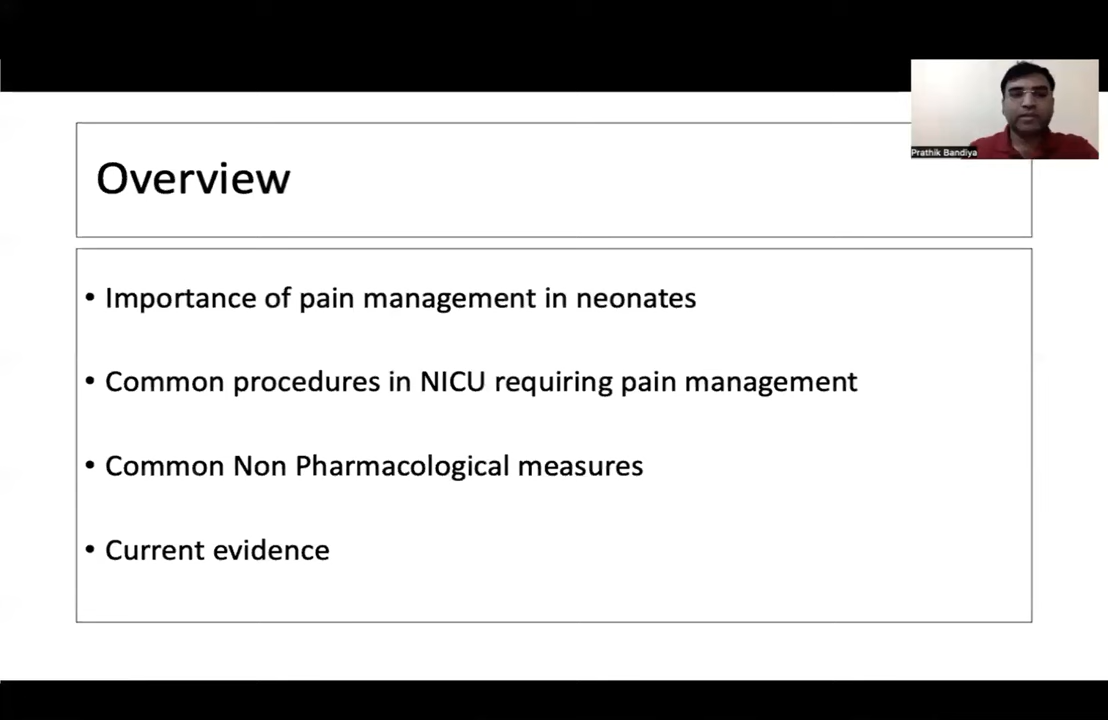 Prathik Bandiya
Overview
• Importance of pain management in neonates
• Common procedures in NICU requiring pain management
• Common Non Pharmacological measures
• Current evidence